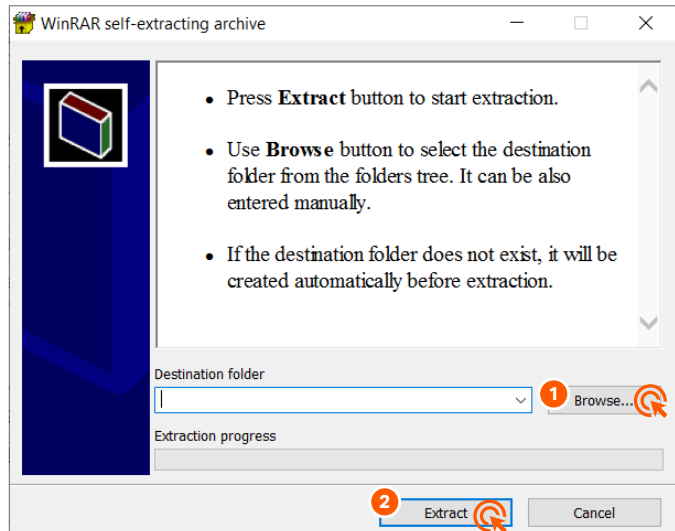 WinRAR self-extracting archive
• Press Extract button to start extraction.
• Use Browse button to select the destination
folder from the folders tree. It can be also
entered manually.
• If the destination folder does not exist, it will be
created automatically before extraction.
Destination folder
1 Browse...
Extraction progress
2 Extract Cancel